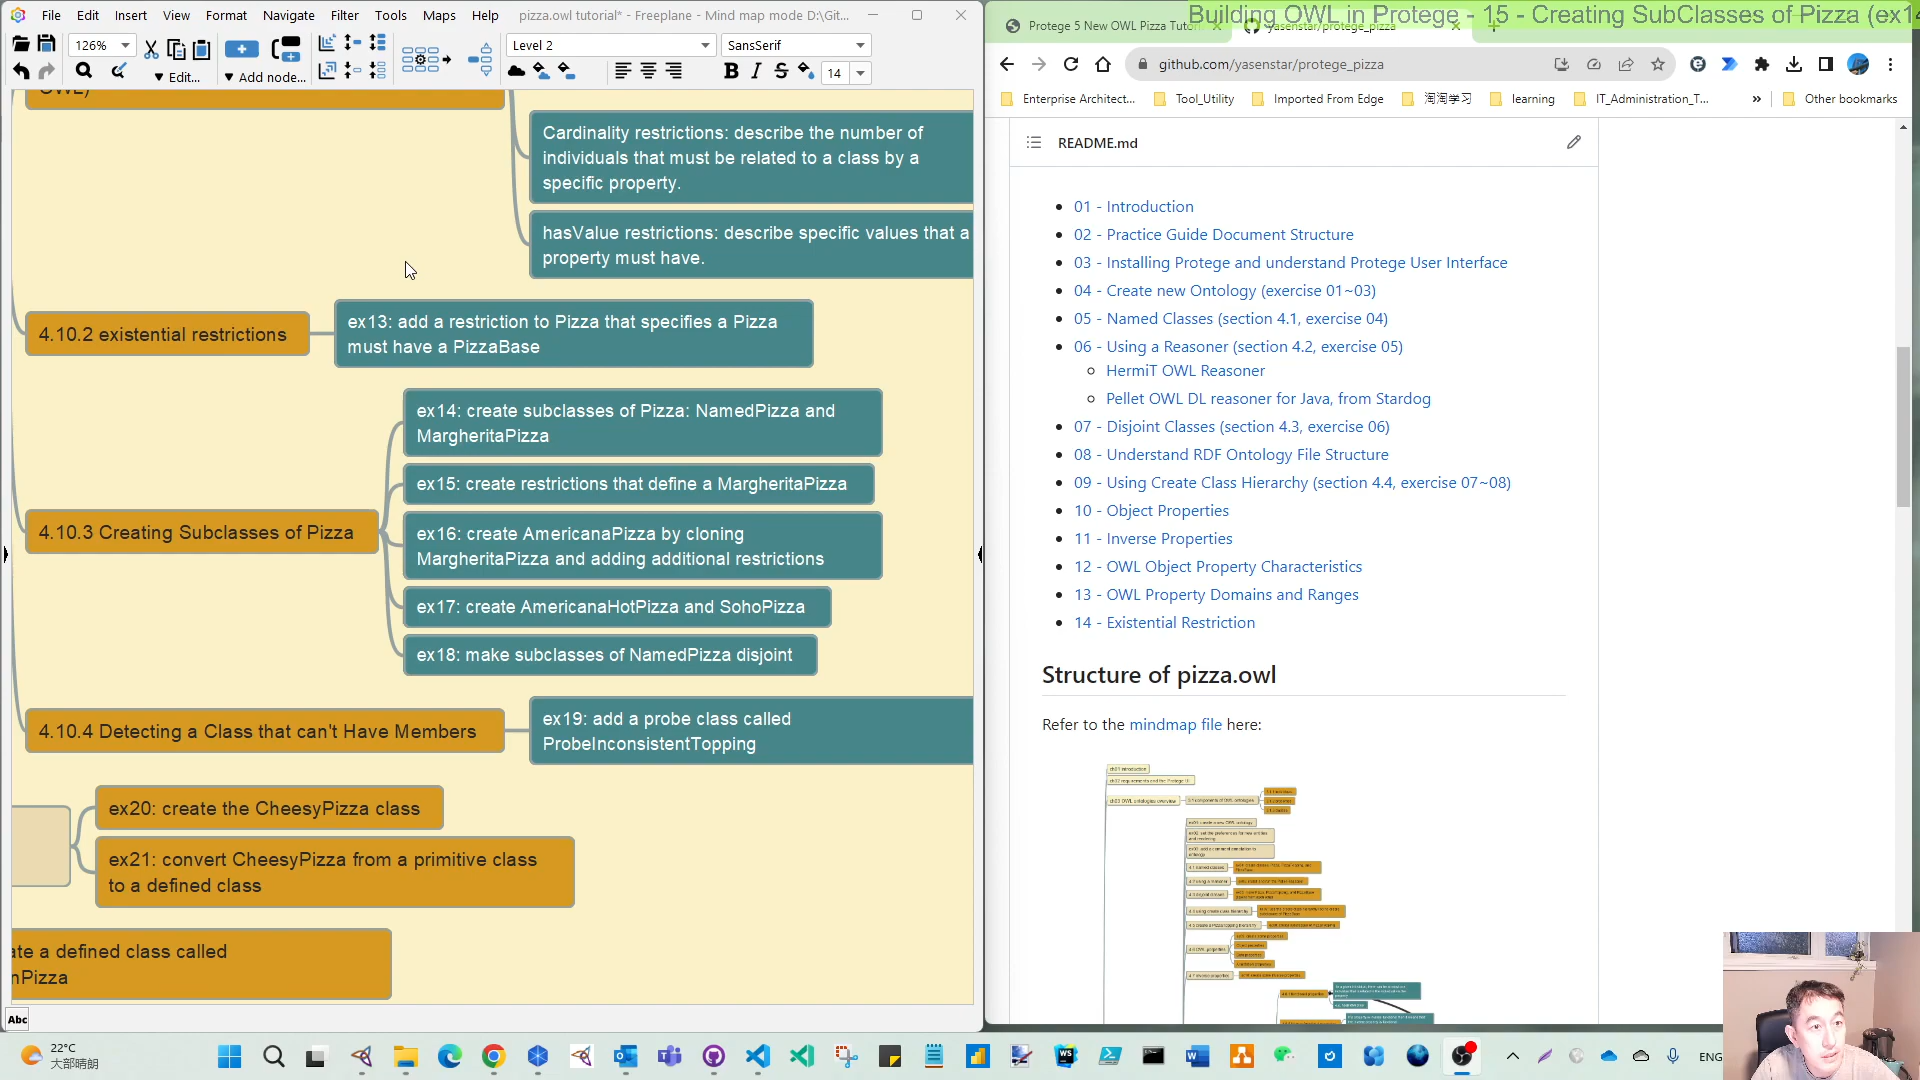 Building OWL in Protege - 15 - Creating SubClasses of Pizza (ex14
File Edit Insert View Format Navigate Filter Tools Maps Help
pizza.owl tutorial* - Freeplane - Mind map mode D:\Git...
126%
Edit...
Add node...
Level 2
SansSerif
14
OWL)
Cardinality restrictions: describe the number of
individuals that must be related to a class by a
specific property.
hasValue restrictions: describe specific values that a
property must have.
4.10.2 existential restrictions
ex13: add a restriction to Pizza that specifies a Pizza
must have a PizzaBase
4.10.3 Creating Subclasses of Pizza
ex14: create subclasses of Pizza: NamedPizza and
MargheritaPizza
ex15: create restrictions that define a MargheritaPizza
ex16: create AmericanaPizza by cloning
MargheritaPizza and adding additional restrictions
ex17: create AmericanaHotPizza and SohoPizza
ex18: make subclasses of NamedPizza disjoint
4.10.4 Detecting a Class that can't Have Members
ex19: add a probe class called
ProbeInconsistentTopping
ex20: create the CheesyPizza class
ex21: convert CheesyPizza from a primitive class
to a defined class
ate a defined class called
nPizza
Abc
Protege 5 New OWL Pizza Tutori
yasenstar/protege_pizza
github.com/yasenstar/protege_pizza
Enterprise Architect...
Tool_Utility
Imported From Edge
淘淘学习
learning
IT_Administration_T...
Other bookmarks
README.md
01 - Introduction
02 - Practice Guide Document Structure
03 - Installing Protege and understand Protege User Interface
04 - Create new Ontology (exercise 01~03)
05 - Named Classes (section 4.1, exercise 04)
06 - Using a Reasoner (section 4.2, exercise 05)
HermiT OWL Reasoner
Pellet OWL DL reasoner for Java, from Stardog
07 - Disjoint Classes (section 4.3, exercise 06)
08 - Understand RDF Ontology File Structure
09 - Using Create Class Hierarchy (section 4.4, exercise 07~08)
10 - Object Properties
11 - Inverse Properties
12 - OWL Object Property Characteristics
13 - OWL Property Domains and Ranges
14 - Existential Restriction
Structure of pizza.owl
Refer to the mindmap file here:
22°C
大部晴朗
ENG